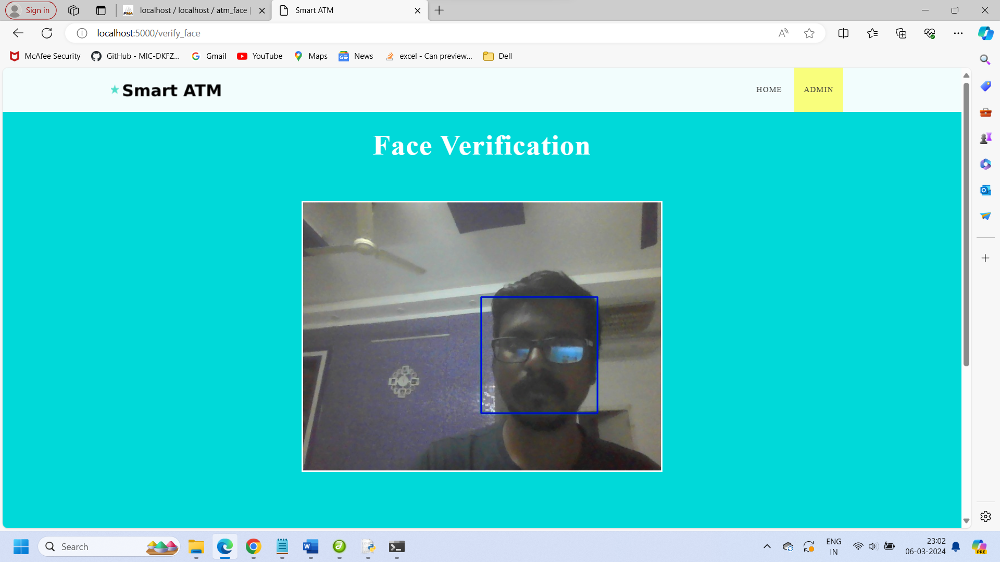 Sign in
localhost / localhost / atm_face |
Smart ATM
localhost:5000/verify_face
McAfee Security
GitHub - MIC-DKFZ...
Gmail
YouTube
Maps
News
excel - Can preview...
Dell
Smart ATM
HOME
ADMIN
Face Verification
Search
ENG
IN
23:02
06-03-2024
PRE